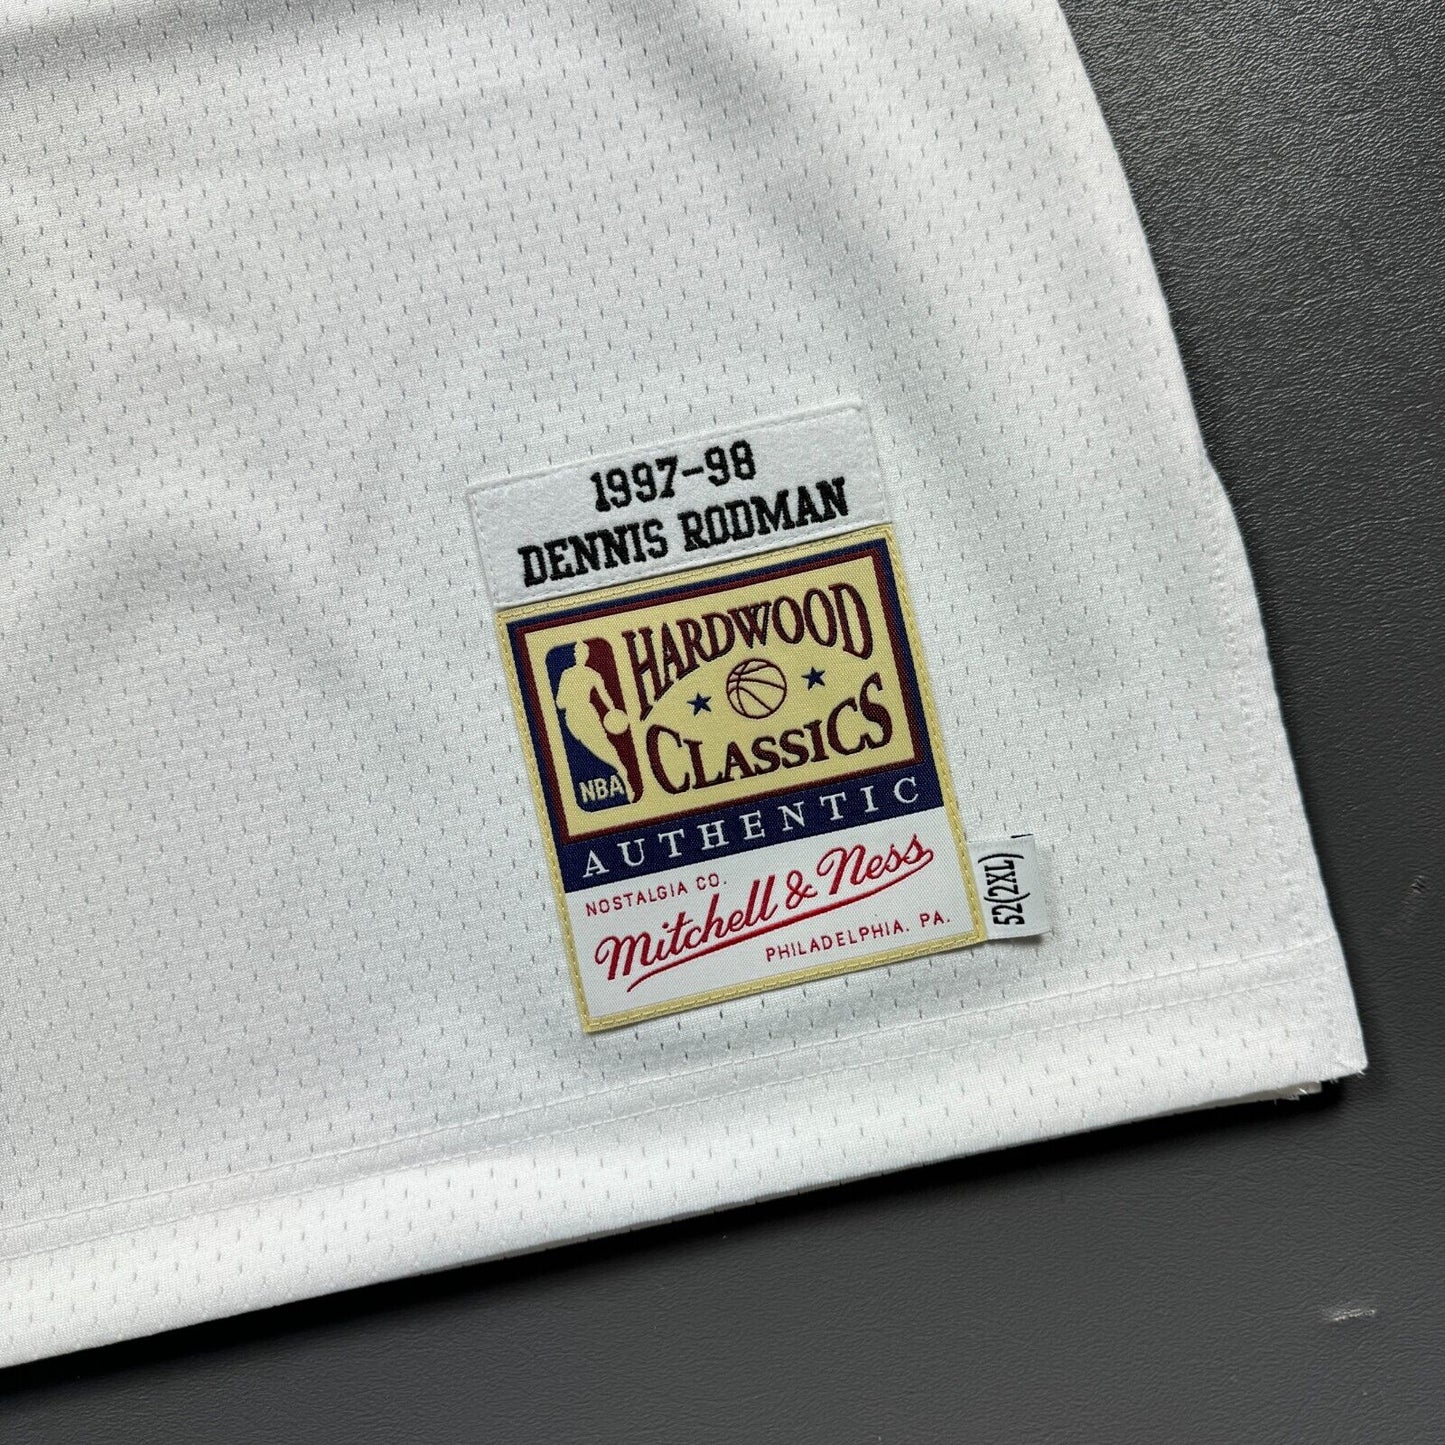 1997-98
DENNIS RODMAN
HARDWOOD
CLASSICS
NBA
AUTHENTIC
NOSTALGIA CO.
Mitchell & Ness
PHILADELPHIA, PA.
52(2XL)